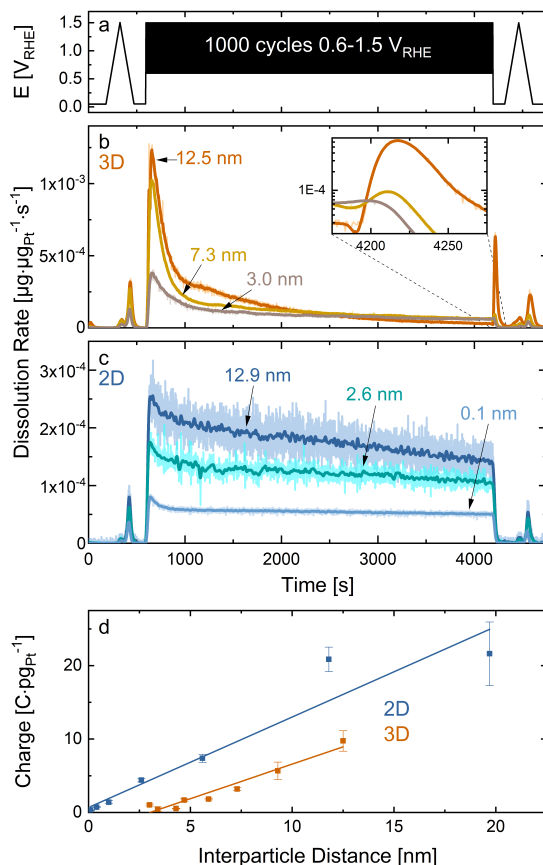 a
E [V_RHE]
1.5
1.0
0.5
0.0
1000 cycles 0.6-1.5 V_RHE
b
3D
12.5 nm
7.3 nm
3.0 nm
1E-4
4200 4250
1x10⁻³
5x10⁻⁴
0
Dissolution Rate [µg·µg_Pt⁻¹·s⁻¹]
c
2D
12.9 nm
2.6 nm
0.1 nm
3x10⁻⁴
2x10⁻⁴
1x10⁻⁴
0
0 1000 2000 3000 4000
Time [s]
d
Charge [C·pg_Pt⁻¹]
20
10
0
2D
3D
0 5 10 15 20
Interparticle Distance [nm]